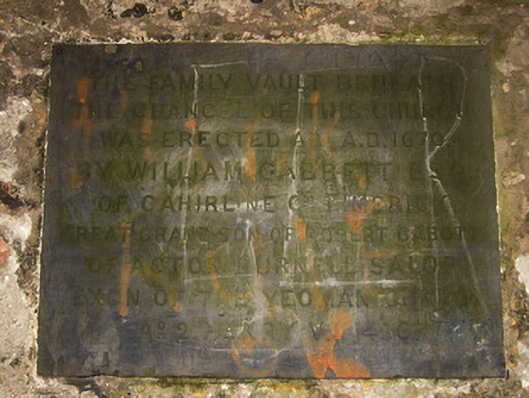 THE FAMILY VAULT BENEATH
THE CHANCEL OF THIS CHURCH
WAS ERECTED A.D. 1670
BY WILLIAM GABBETT
OF CAHIRLINE Co LIMERICK
GREAT GRANDSON OF ROBERT
OF ACTON BURNELL SALOP
EXON OF THE YEOMAN